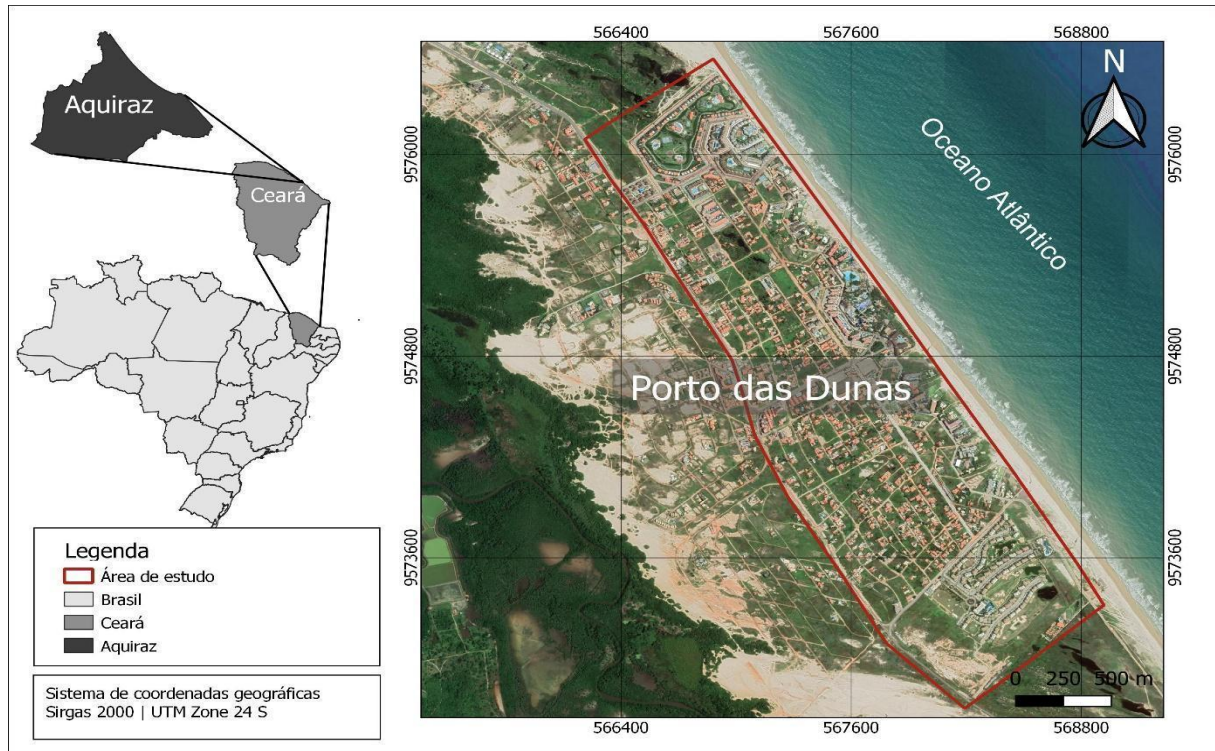 Aquiraz
Ceará
Legenda
Área de estudo
Brasil
Ceará
Aquiraz
Sistema de coordenadas geográficas
Sirgas 2000 | UTM Zone 24 S
566400 567600 568800
N
9576000 9576000
Oceano Atlântico
9574800 9574800
Porto das Dunas
9573600 9573600
0 250 500 m
566400 567600 568800